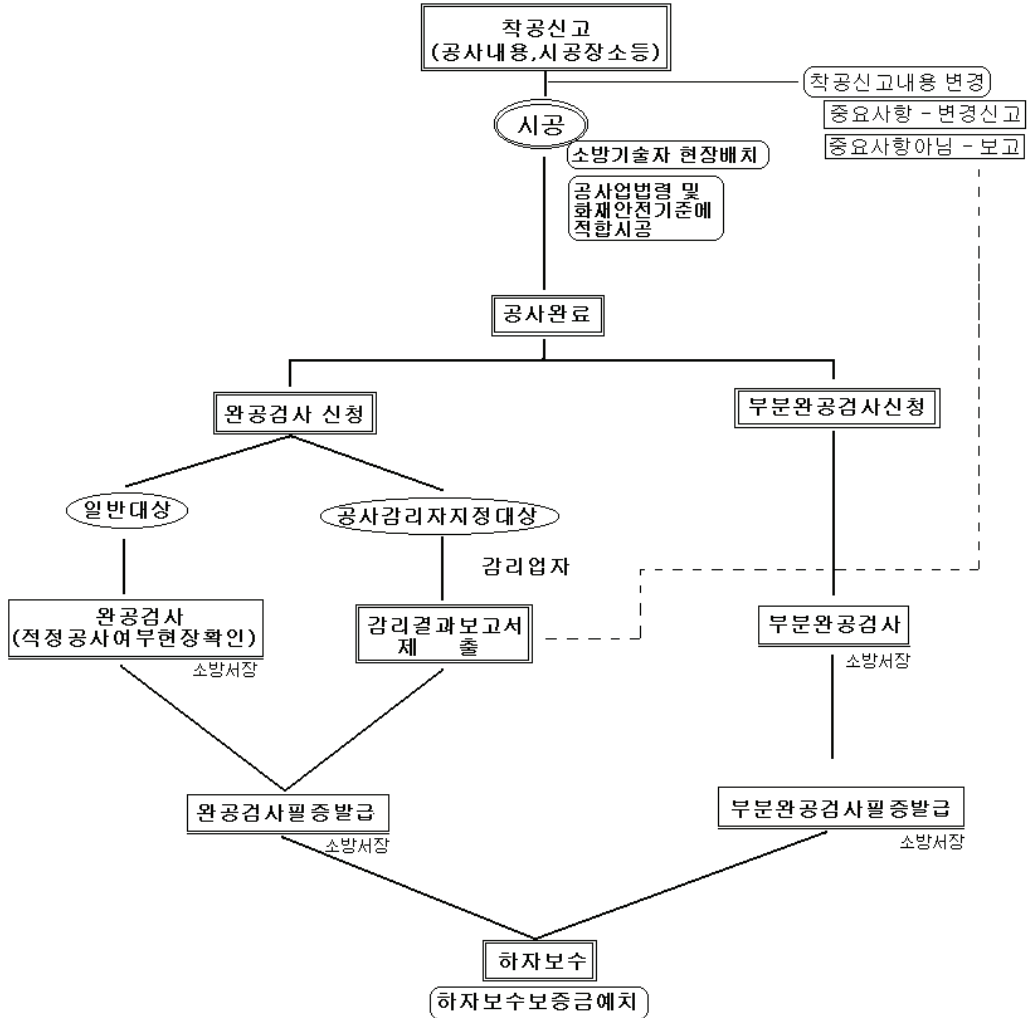 착공신고
(공사내용,시공장소등)
착공신고내용 변경
중요사항 - 변경신고
중요사항아님 - 보고
시공
소방기술자 현장배치
공사업법령 및
화재안전기준에
적합시공
공사완료
완공검사 신청
부분완공검사신청
일반대상
공사감리자지정대상
감리업자
완공검사
(적정공사여부현장확인)
소방서장
감리결과보고서
제 출
부분완공검사
소방서장
완공검사필증발급
소방서장
부분완공검사필증발급
소방서장
하자보수
하자보수보증금예치